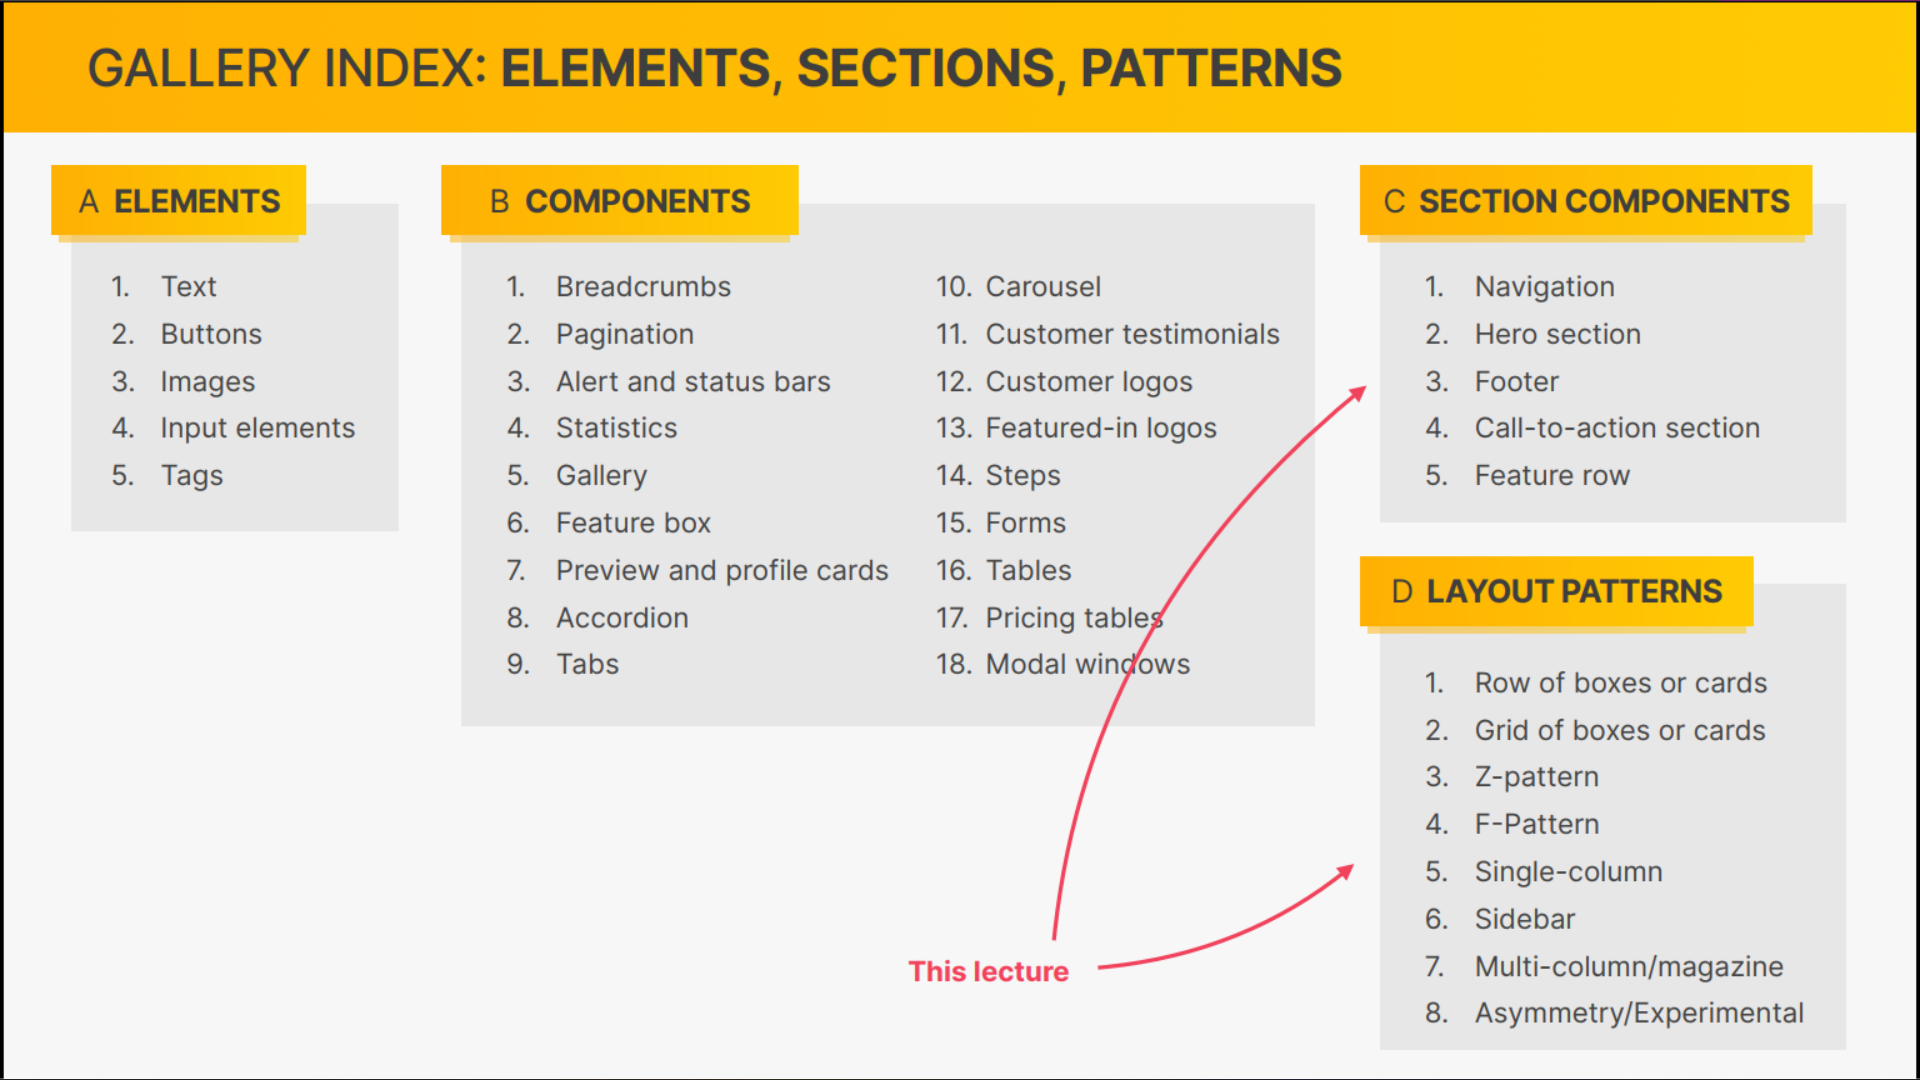 GALLERY INDEX: ELEMENTS, SECTIONS, PATTERNS
A ELEMENTS
1. Text
2. Buttons
3. Images
4. Input elements
5. Tags
B COMPONENTS
1. Breadcrumbs
2. Pagination
3. Alert and status bars
4. Statistics
5. Gallery
6. Feature box
7. Preview and profile cards
8. Accordion
9. Tabs
10. Carousel
11. Customer testimonials
12. Customer logos
13. Featured-in logos
14. Steps
15. Forms
16. Tables
17. Pricing tables
18. Modal windows
C SECTION COMPONENTS
1. Navigation
2. Hero section
3. Footer
4. Call-to-action section
5. Feature row
D LAYOUT PATTERNS
1. Row of boxes or cards
2. Grid of boxes or cards
3. Z-pattern
4. F-Pattern
5. Single-column
6. Sidebar
7. Multi-column/magazine
8. Asymmetry/Experimental
This lecture